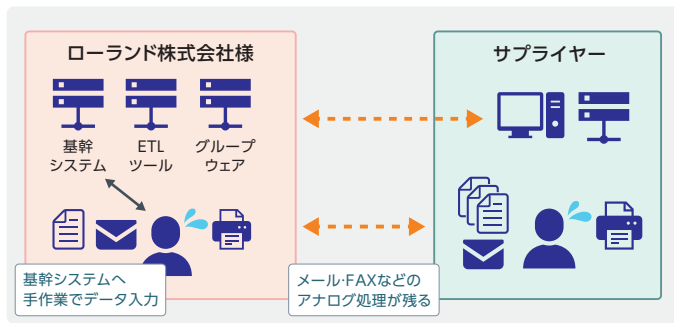 ローランド株式会社様
サプライヤー
基幹
システム
ETL
ツール
グループ
ウェア
基幹システムへ
手作業でデータ入力
メール･FAXなどの
アナログ処理が残る